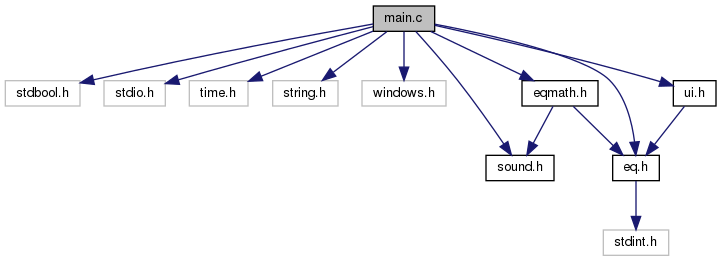 main.c
stdbool.h
stdio.h
time.h
string.h
windows.h
eqmath.h
ui.h
sound.h
eq.h
stdint.h